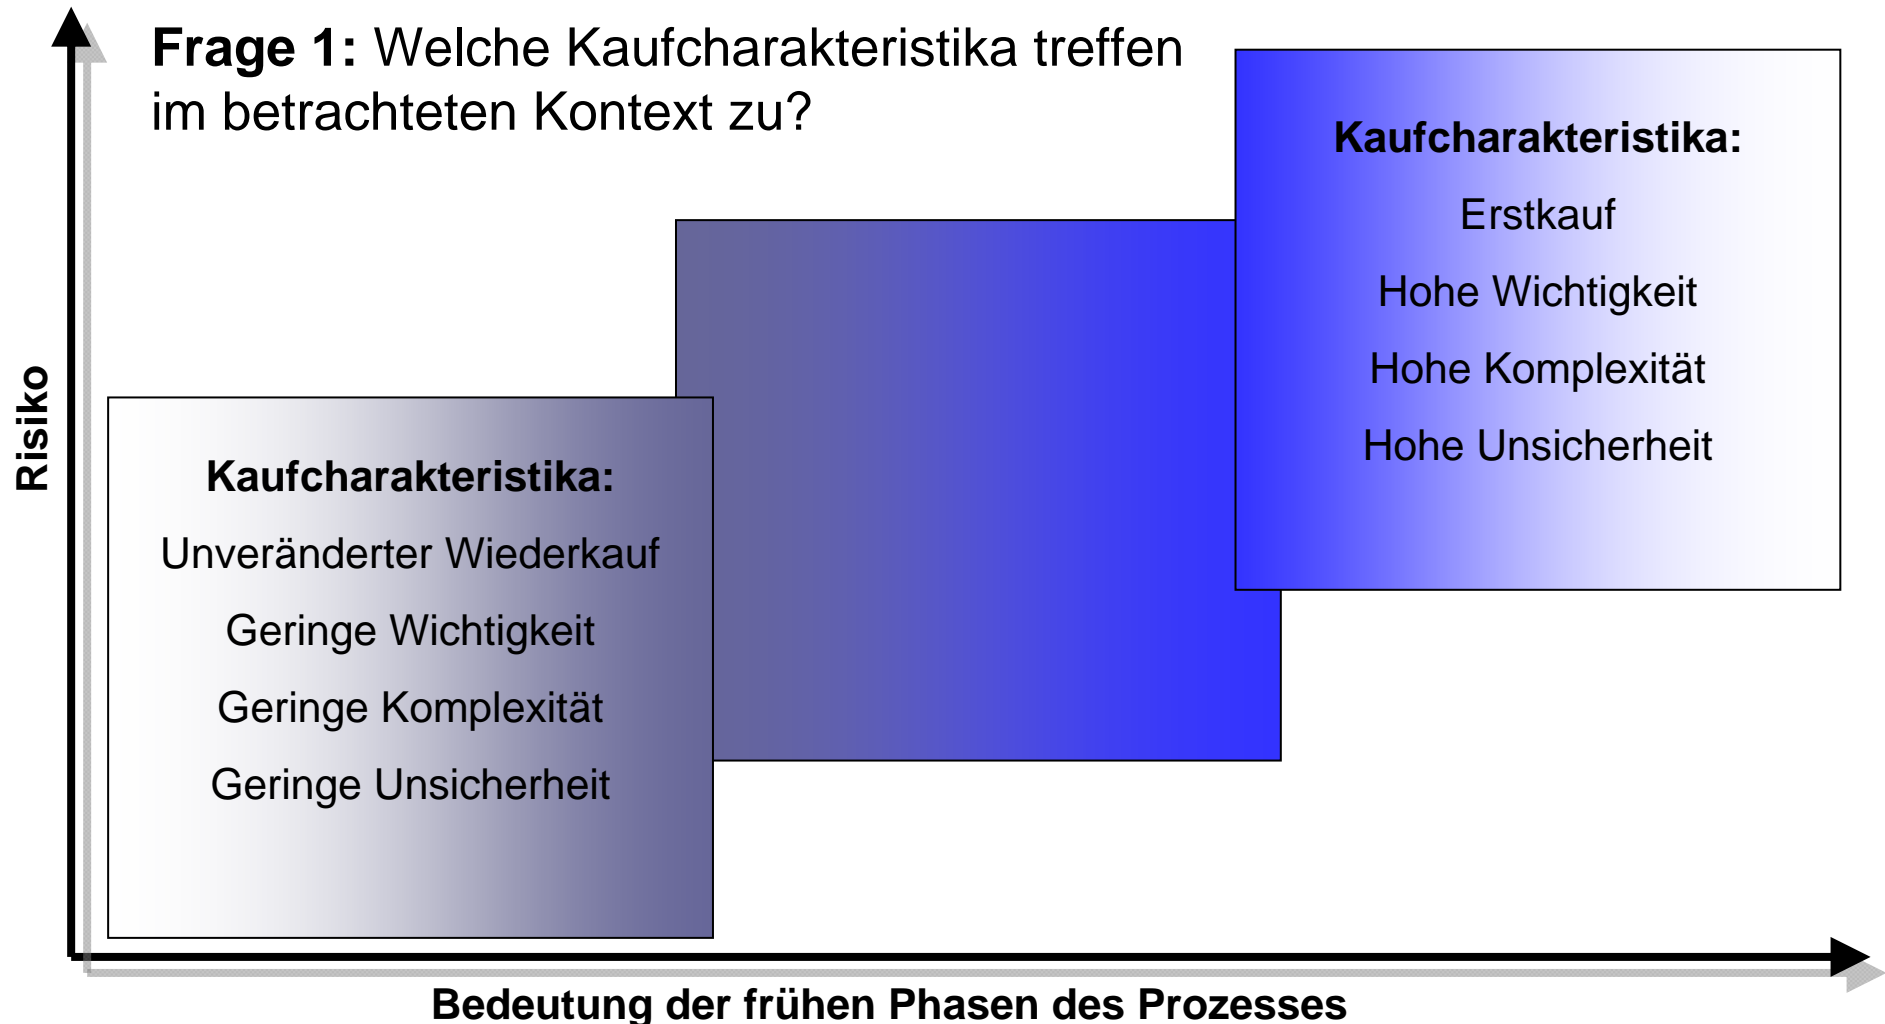 Frage 1: Welche Kaufcharakteristika treffen
im betrachteten Kontext zu?
Kaufcharakteristika:
Erstkauf
Hohe Wichtigkeit
Hohe Komplexität
Hohe Unsicherheit
Risiko
Kaufcharakteristika:
Unveränderter Wiederkauf
Geringe Wichtigkeit
Geringe Komplexität
Geringe Unsicherheit
Bedeutung der frühen Phasen des Prozesses